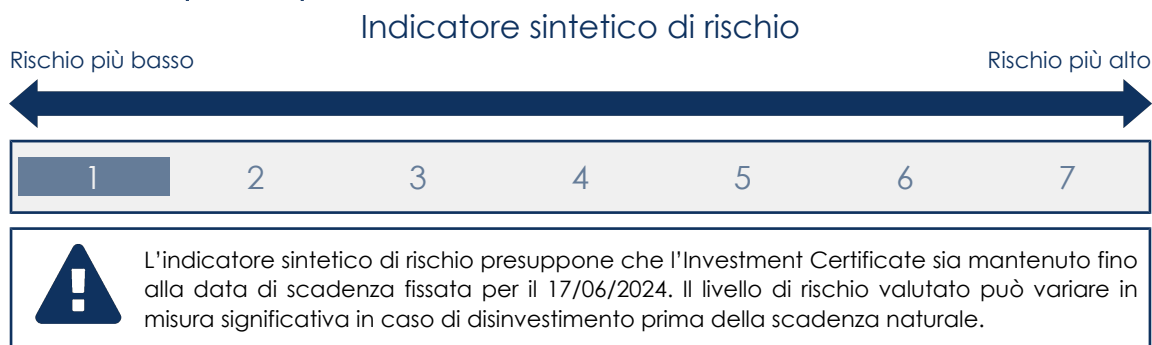 Indicatore sintetico di rischio
Rischio più basso
Rischio più alto
1 2 3 4 5 6 7
L'indicatore sintetico di rischio presuppone che l'Investment Certificate sia mantenuto fino
alla data di scadenza fissata per il 17/06/2024. Il livello di rischio valutato può variare in
misura significativa in caso di disinvestimento prima della scadenza naturale.